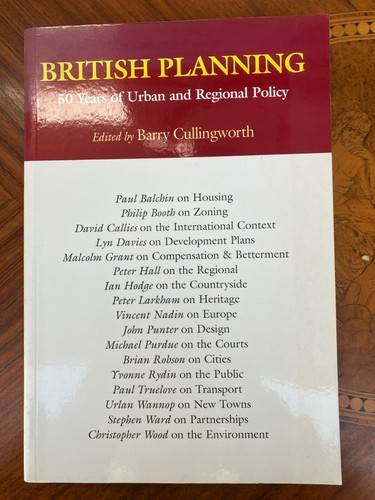 BRITISH PLANNING
50 Years of Urban and Regional Policy
Edited by Barry Cullingworth
Paul Balchin on Housing
Philip Booth on Zoning
David Callies on the International Context
Lyn Davies on Development Plans
Malcolm Grant on Compensation & Betterment
Peter Hall on the Regional
Ian Hodge on the Countryside
Peter Larkham on Heritage
Vincent Nadin on Europe
John Punter on Design
Michael Purdue on the Courts
Brian Robson on Cities
Yvonne Rydin on the Public
Paul Truelove on Transport
Urlan Wannop on New Towns
Stephen Ward on Partnerships
Christopher Wood on the Environment